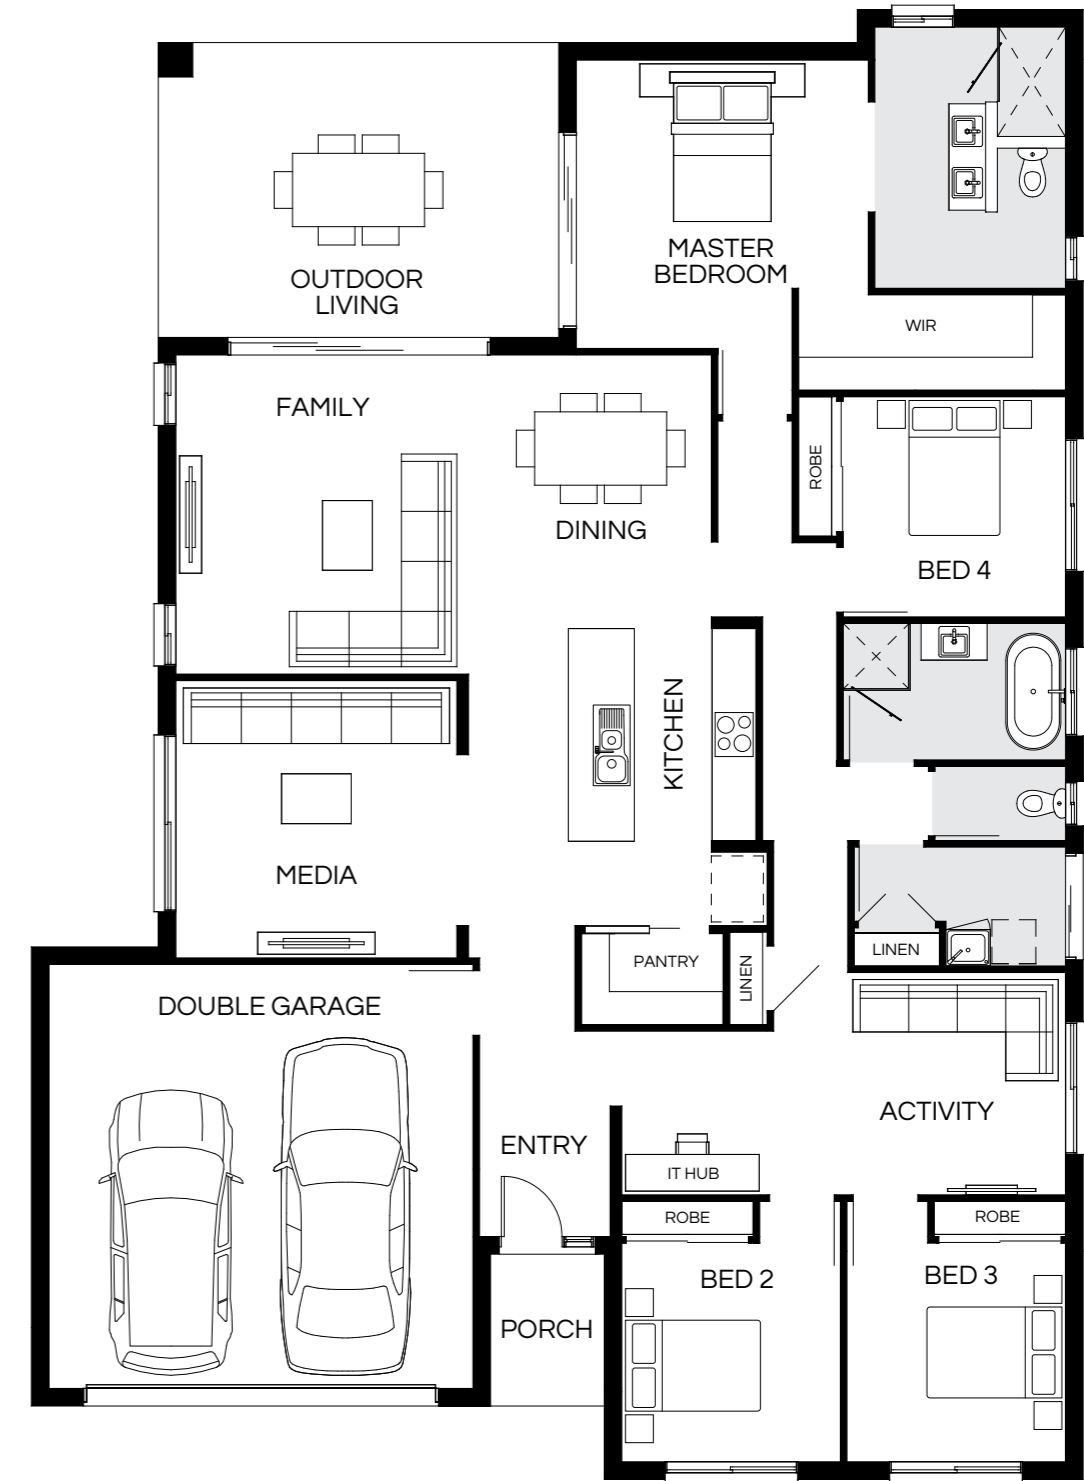 OUTDOOR
LIVING
MASTER
BEDROOM
WIR
FAMILY
DINING
ROBE
BED 4
KITCHEN
MEDIA
LINEN
PANTRY
LINEN
DOUBLE GARAGE
ACTIVITY
ENTRY
IT HUB
ROBE
ROBE
BED 2
BED 3
PORCH